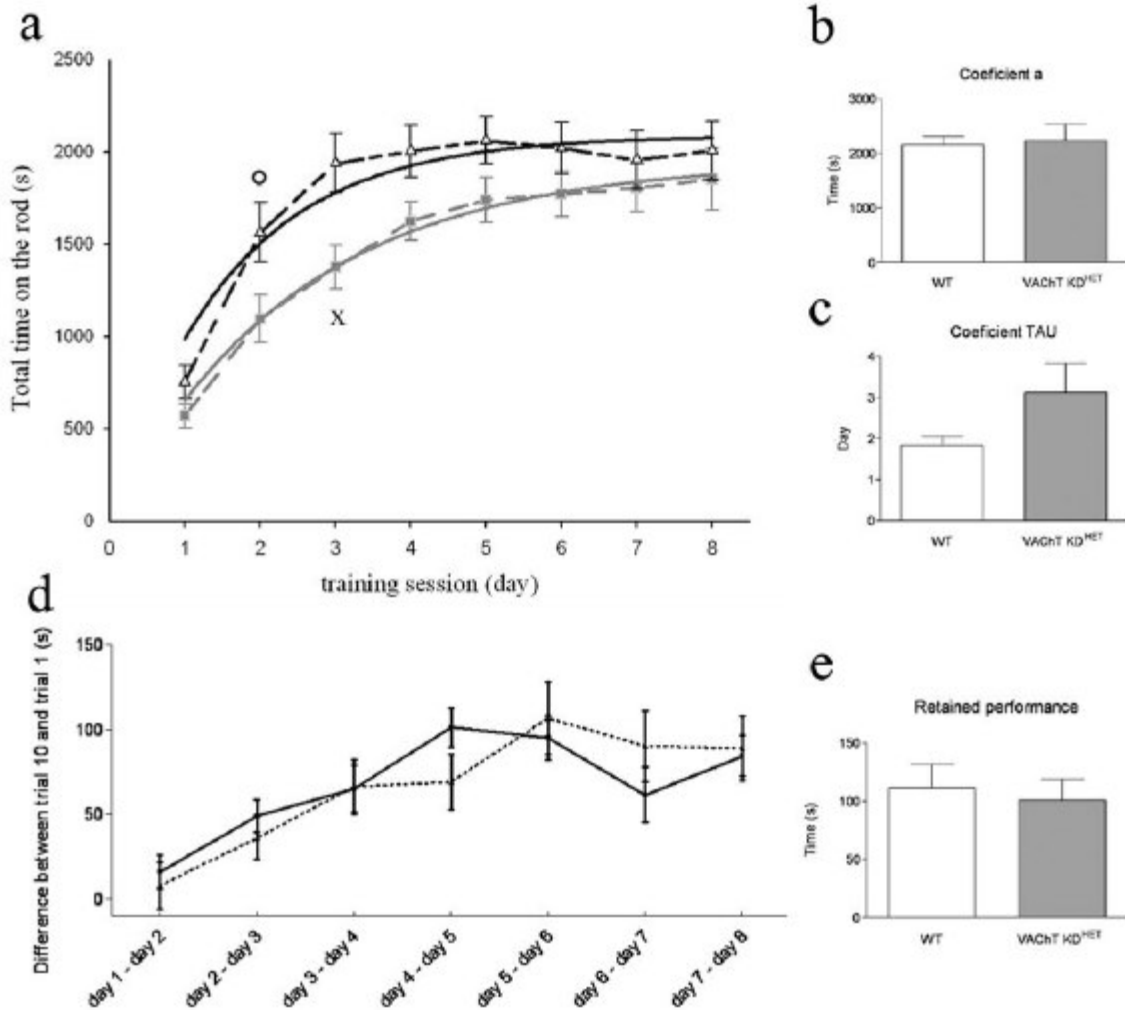 a
2500
2000
1500
1000
500
0
0 1 2 3 4 5 6 7 8
Total time on the rod (s)
training session (day)
X
b
Coeficient a
3000
2000
1000
0
Time (s)
WT VAChT KDHET
c
Coeficient TAU
4
3
2
1
0
Day
WT VAChT KDHET
d
Difference between trial 10 and trial 1 (s)
150
100
50
0
day 1 - day 2
day 2 - day 3
day 3 - day 4
day 4 - day 5
day 5 - day 6
day 6 - day 7
day 7 - day 8
e
Retained performance
150
100
50
0
Time (s)
WT VAChT KDHET